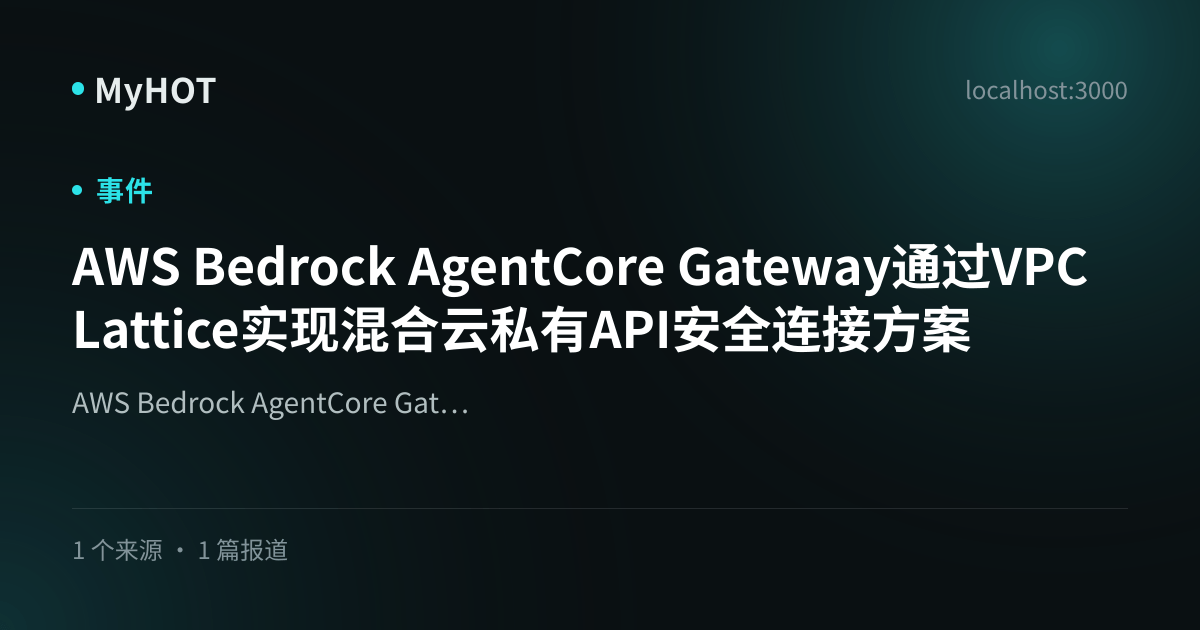 MyHOT
localhost:3000
事件
AWS Bedrock AgentCore Gateway通过VPC
Lattice实现混合云私有API安全连接方案
AWS Bedrock AgentCore Gat…
1 个来源 · 1 篇报道